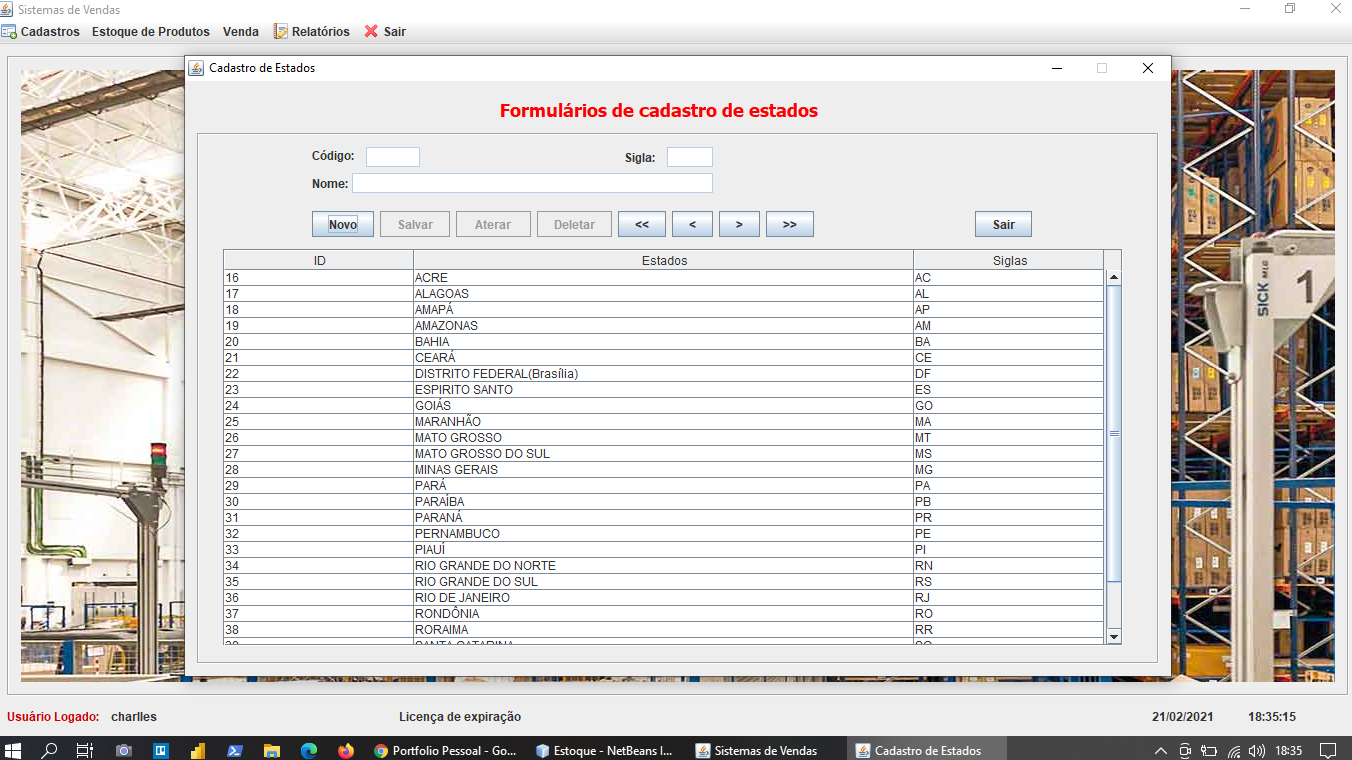 Sistemas de Vendas
Cadastros Estoque de Produtos Venda Relatórios Sair
Cadastro de Estados
Formulários de cadastro de estados
Código: Sigla:
Nome:
Novo Salvar Aterar Deletar << < > >> Sair
ID Estados Siglas
16 ACRE AC
17 ALAGOAS AL
18 AMAPÁ AP
19 AMAZONAS AM
20 BAHIA BA
21 CEARÁ CE
22 DISTRITO FEDERAL(Brasília) DF
23 ESPIRITO SANTO ES
24 GOIÁS GO
25 MARANHÃO MA
26 MATO GROSSO MT
27 MATO GROSSO DO SUL MS
28 MINAS GERAIS MG
29 PARÁ PA
30 PARAÍBA PB
31 PARANÁ PR
32 PERNAMBUCO PE
33 PIAUÍ PI
34 RIO GRANDE DO NORTE RN
35 RIO GRANDE DO SUL RS
36 RIO DE JANEIRO RJ
37 RONDÔNIA RO
38 RORAIMA RR
SICK MLG 1
Usuário Logado: charlles Licença de expiração 21/02/2021 18:35:15
Portfolio Pessoal - Go... Estoque - NetBeans I... Sistemas de Vendas Cadastro de Estados 18:35